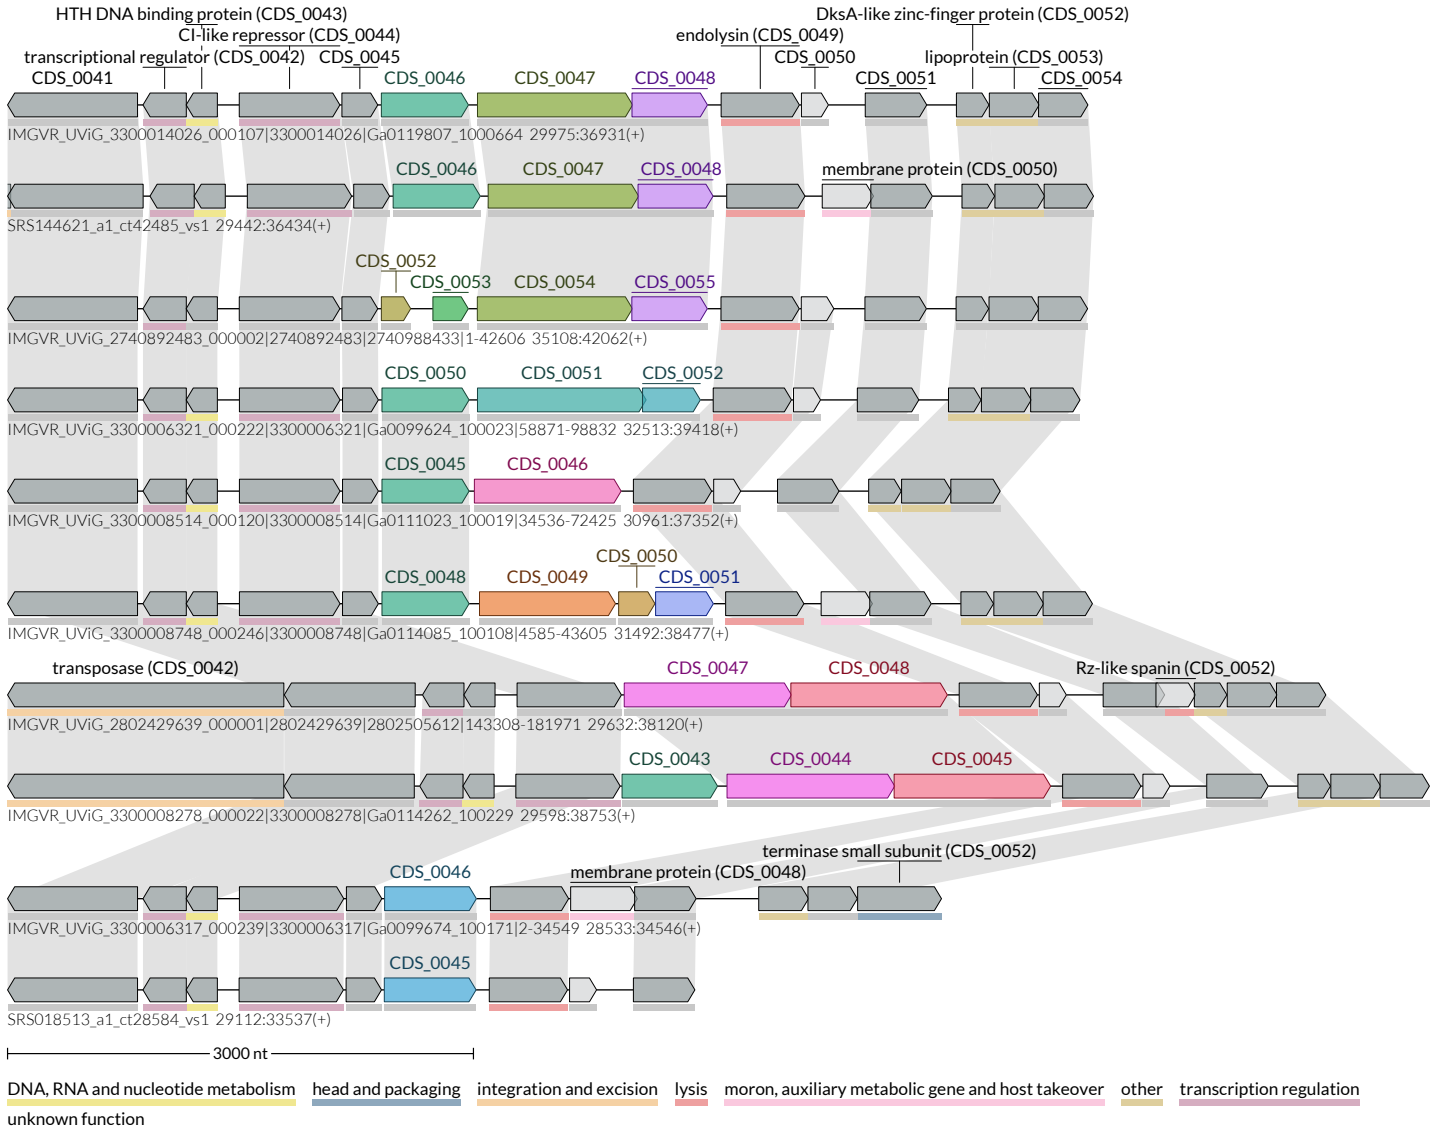 HTH DNA binding protein (CDS_0043) DksA-like zinc-finger protein (CDS_0052)
CI-like repressor (CDS_0044) endolysin (CDS_0049)
transcriptional regulator (CDS_0042) CDS_0045 CDS_0050 lipoprotein (CDS_0053)
CDS_0041 CDS_0046 CDS_0047 CDS_0048 CDS_0051 CDS_0054
IMGVR_UViG_3300014026_000107|3300014026|Ga0119807_1000664 29975:36931(+)
CDS_0046 CDS_0047 CDS_0048 membrane protein (CDS_0050)
SRS144621_a1_ct42485_vs1 29442:36434(+)
CDS_0052
CDS_0053 CDS_0054 CDS_0055
IMGVR_UViG_2740892483_000002|2740892483|2740988433|1-42606 35108:42062(+)
CDS_0050 CDS_0051 CDS_0052
IMGVR_UViG_3300006321_000222|3300006321|Ga0099624_100023|58871-98832 32513:39418(+)
CDS_0045 CDS_0046
IMGVR_UViG_3300008514_000120|3300008514|Ga0111023_100019|34536-72425 30961:37352(+)
CDS_0050
CDS_0048 CDS_0049 CDS_0051
IMGVR_UViG_3300008748_000246|3300008748|Ga0114085_100108|4585-43605 31492:38477(+)
transposase (CDS_0042) CDS_0047 CDS_0048 Rz-like spanin (CDS_0052)
IMGVR_UViG_2802429639_000001|2802429639|2802505612|143308-181971 29632:38120(+)
CDS_0043 CDS_0044 CDS_0045
IMGVR_UViG_3300008278_000022|3300008278|Ga0114262_100229 29598:38753(+)
terminase small subunit (CDS_0052)
CDS_0046 membrane protein (CDS_0048)
IMGVR_UViG_3300006317_000239|3300006317|Ga0099674_100171|2-34549 28533:34546(+)
CDS_0045
SRS018513_a1_ct28584_vs1 29112:33537(+)
3000 nt
DNA, RNA and nucleotide metabolism head and packaging integration and excision lysis moron, auxiliary metabolic gene and host takeover other transcription regulation
unknown function